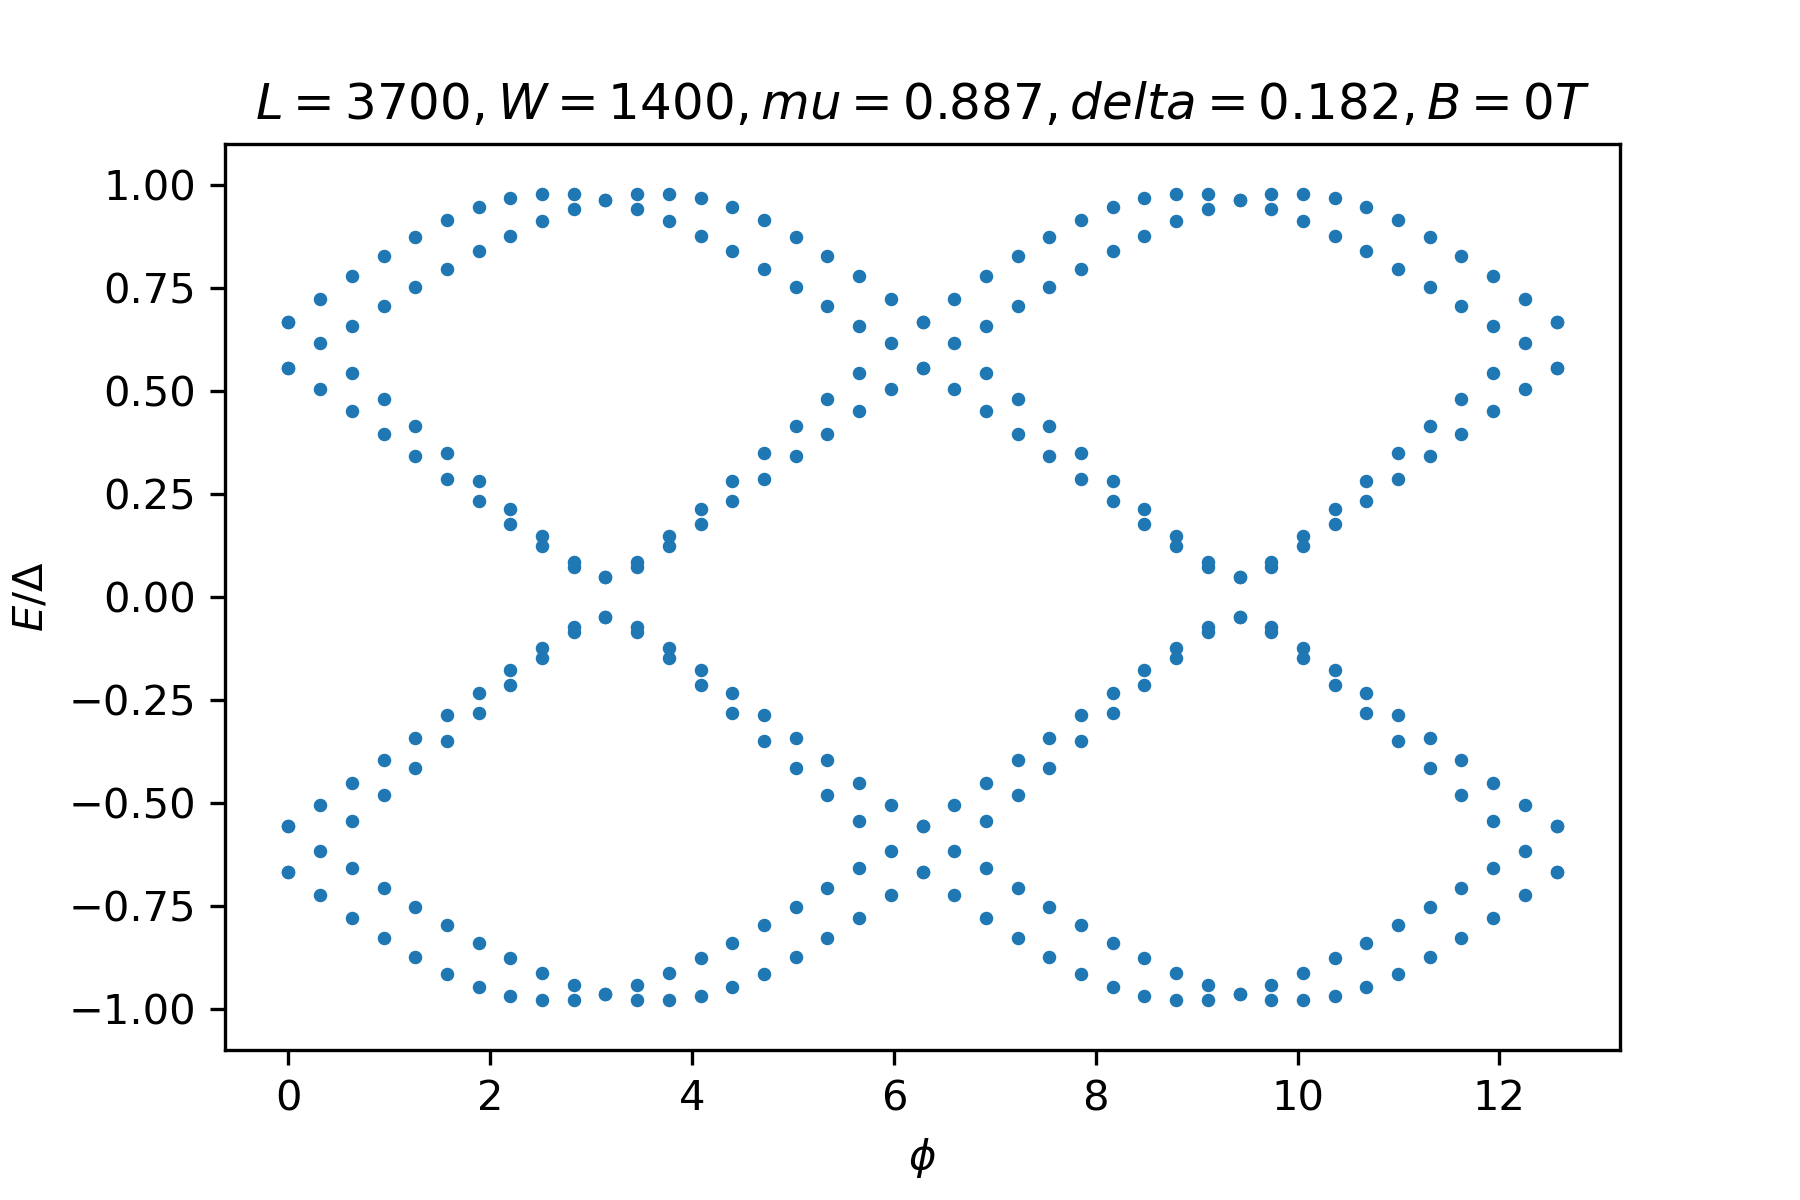 L = 3700, W = 1400, mu = 0.887, delta = 0.182, B = 0T
1.00
0.75
0.50
0.25
0.00
−0.25
−0.50
−0.75
−1.00
E/Δ
0 2 4 6 8 10 12
ϕ